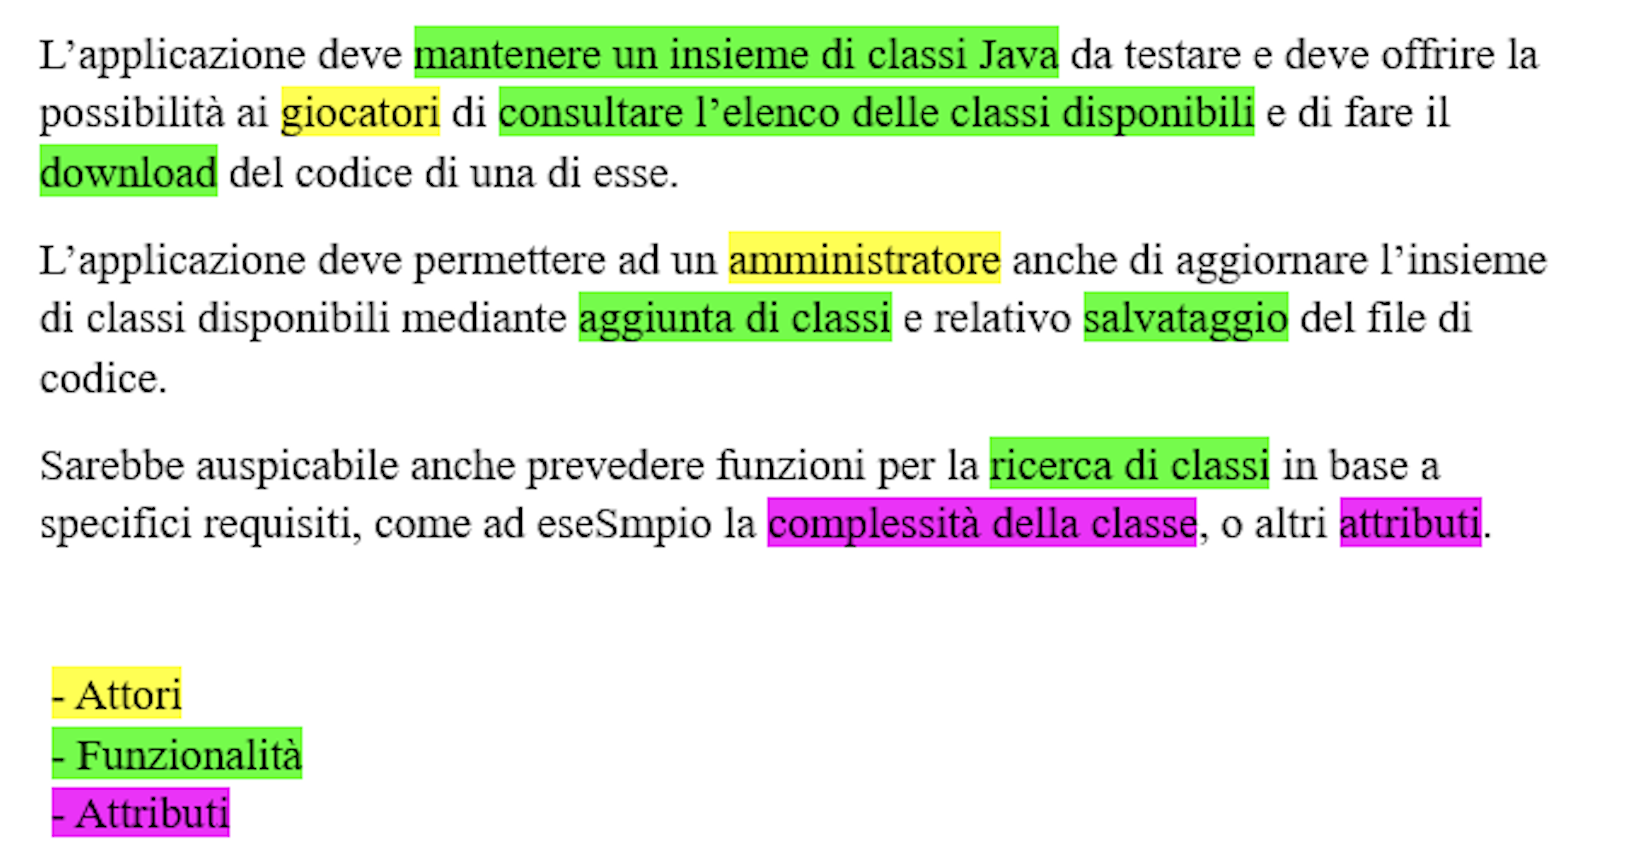 L’applicazione deve mantenere un insieme di classi Java da testare e deve offrire la
possibilità ai giocatori di consultare l’elenco delle classi disponibili e di fare il
download del codice di una di esse.
L’applicazione deve permettere ad un amministratore anche di aggiornare l’insieme
di classi disponibili mediante aggiunta di classi e relativo salvataggio del file di
codice.
Sarebbe auspicabile anche prevedere funzioni per la ricerca di classi in base a
specifici requisiti, come ad eseSmpio la complessità della classe, o altri attributi.
- Attori
- Funzionalità
- Attributi